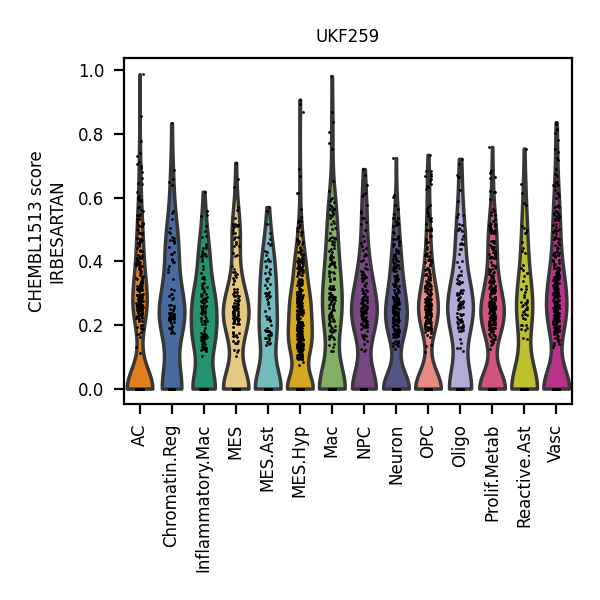 UKF259
CHEMBL1513 score
IRBESARTAN
1.0
0.8
0.6
0.4
0.2
0.0
AC
Chromatin.Reg
Inflammatory.Mac
MES
MES.Ast
MES.Hyp
Mac
NPC
Neuron
OPC
Oligo
Prolif.Metab
Reactive.Ast
Vasc